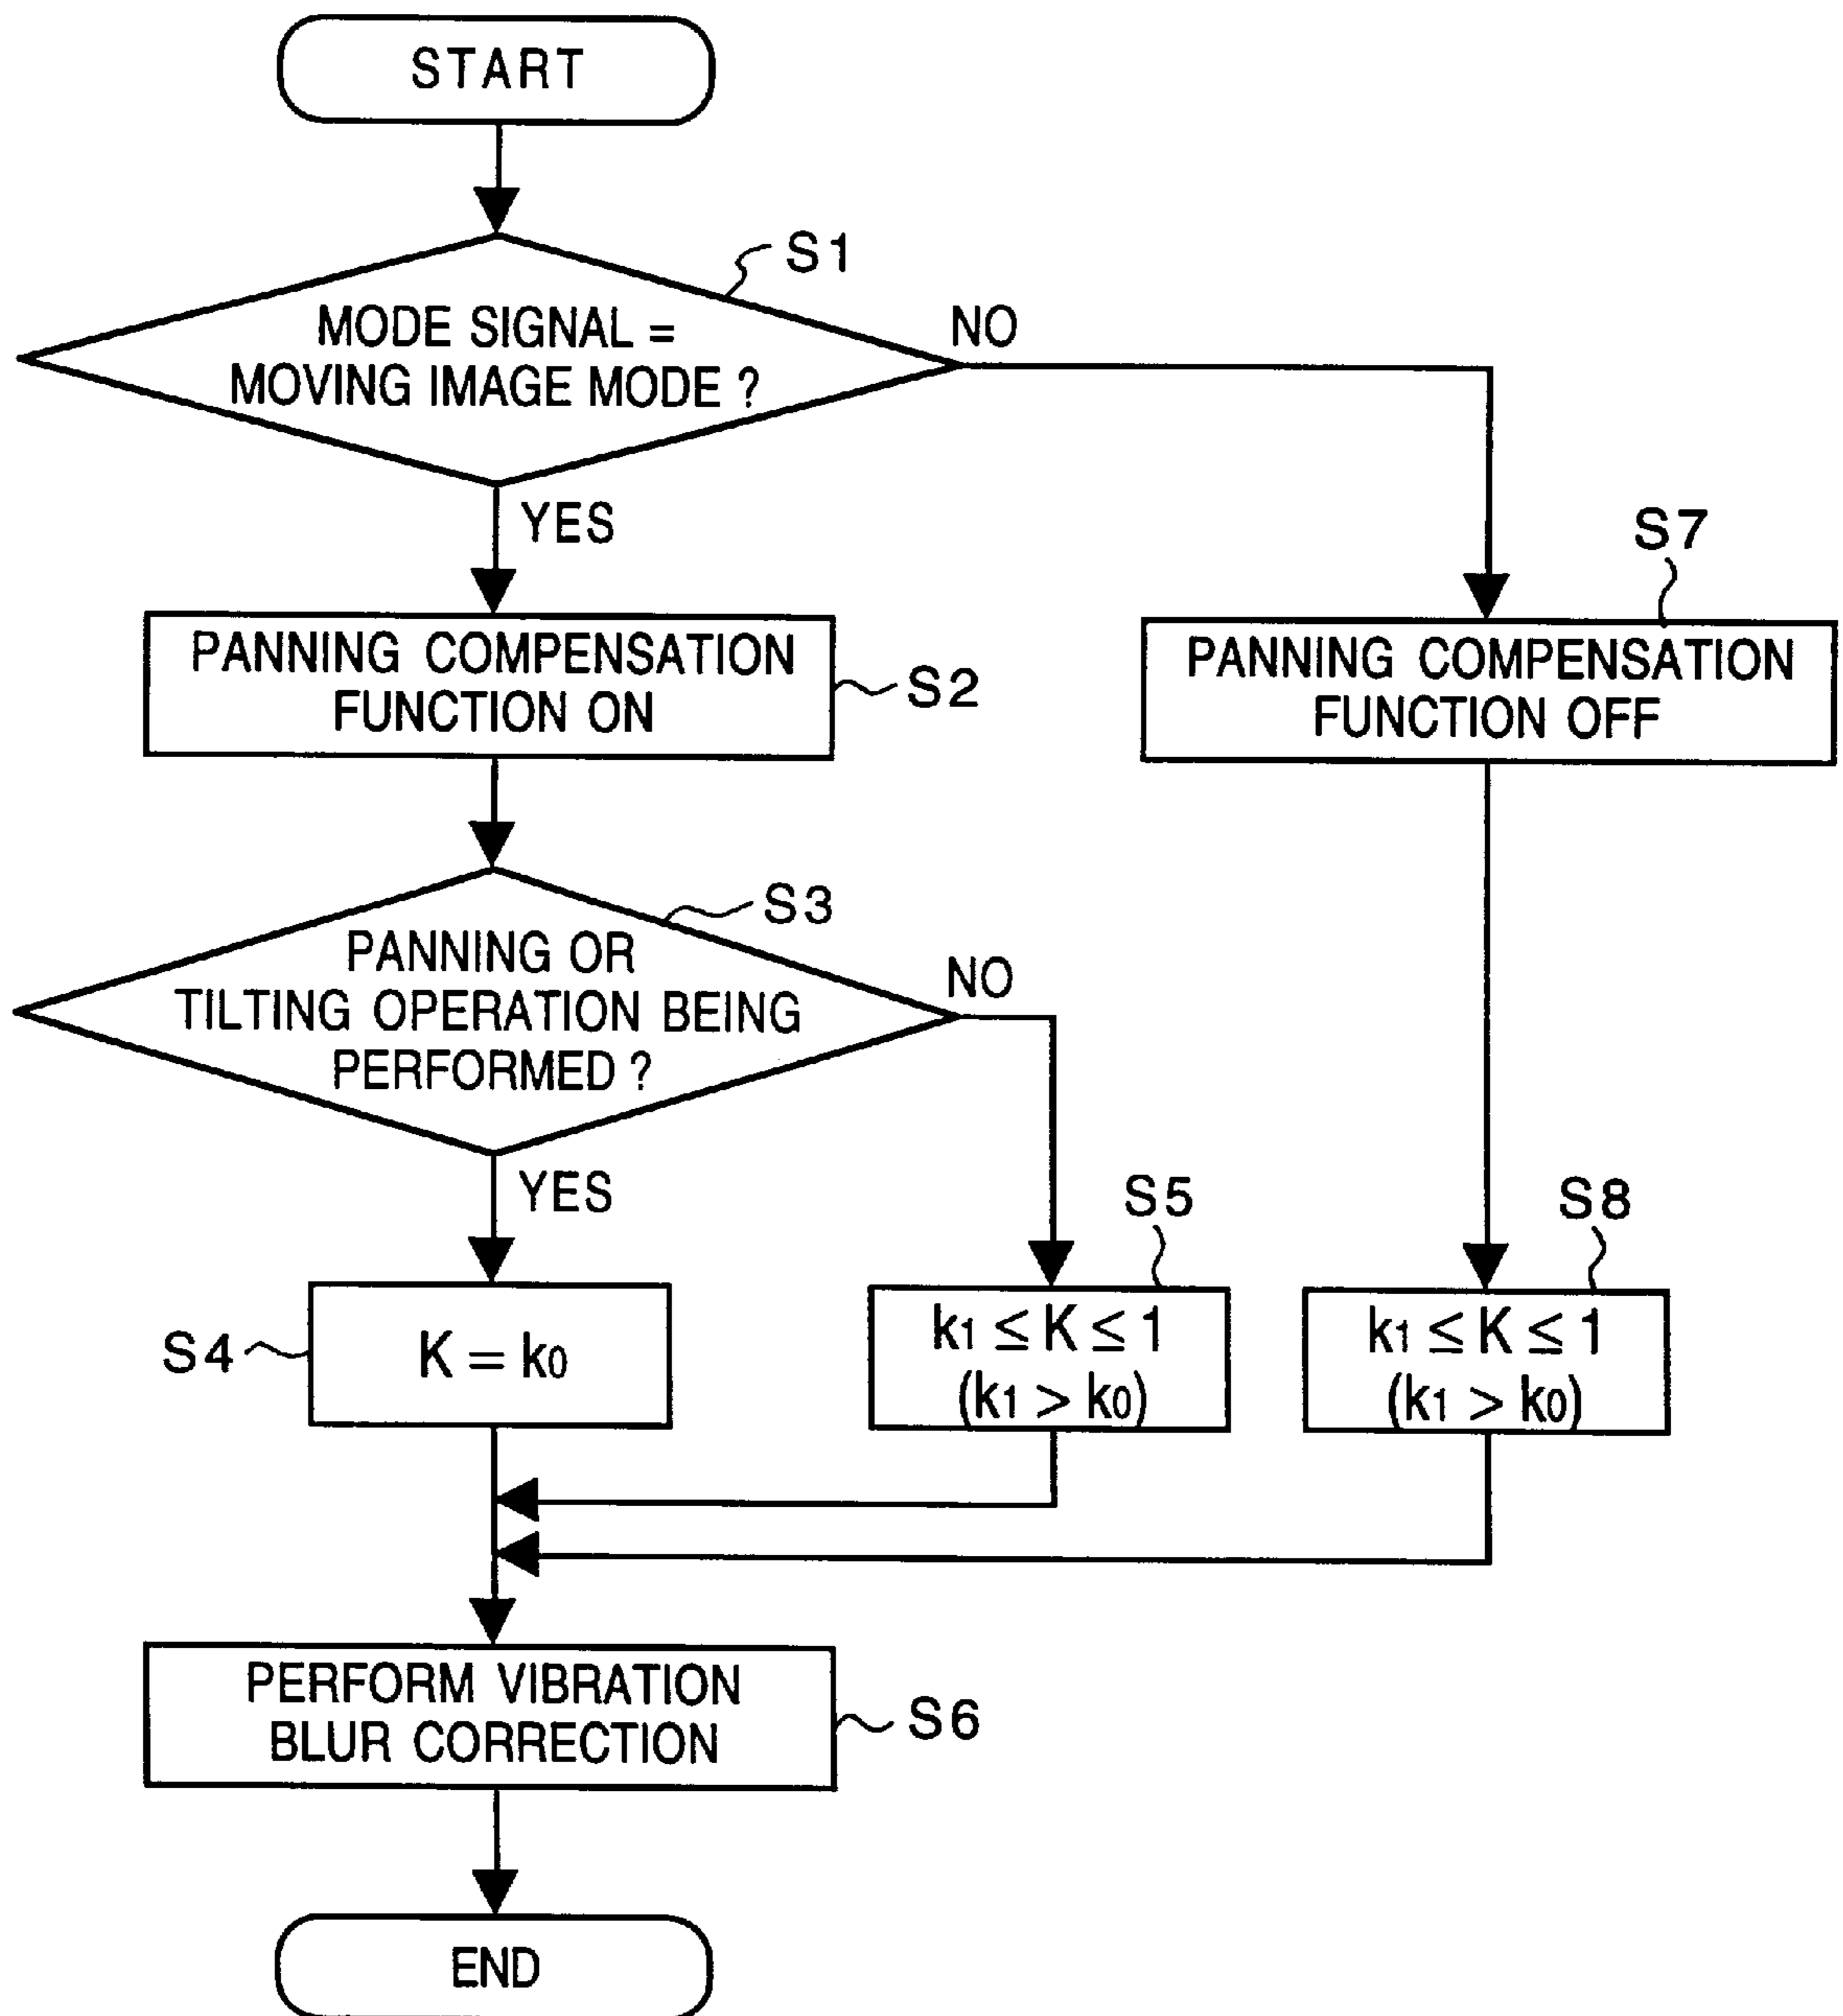 START
S1
MODE SIGNAL =
MOVING IMAGE MODE ?
NO
YES
S7
PANNING COMPENSATION
FUNCTION ON
S2
PANNING COMPENSATION
FUNCTION OFF
S3
PANNING OR
TILTING OPERATION BEING
PERFORMED ?
NO
YES
S5
S8
S4
K = k0
k1 ≤ K ≤ 1
(k1 > k0)
k1 ≤ K ≤ 1
(k1 > k0)
PERFORM VIBRATION
BLUR CORRECTION
S6
END